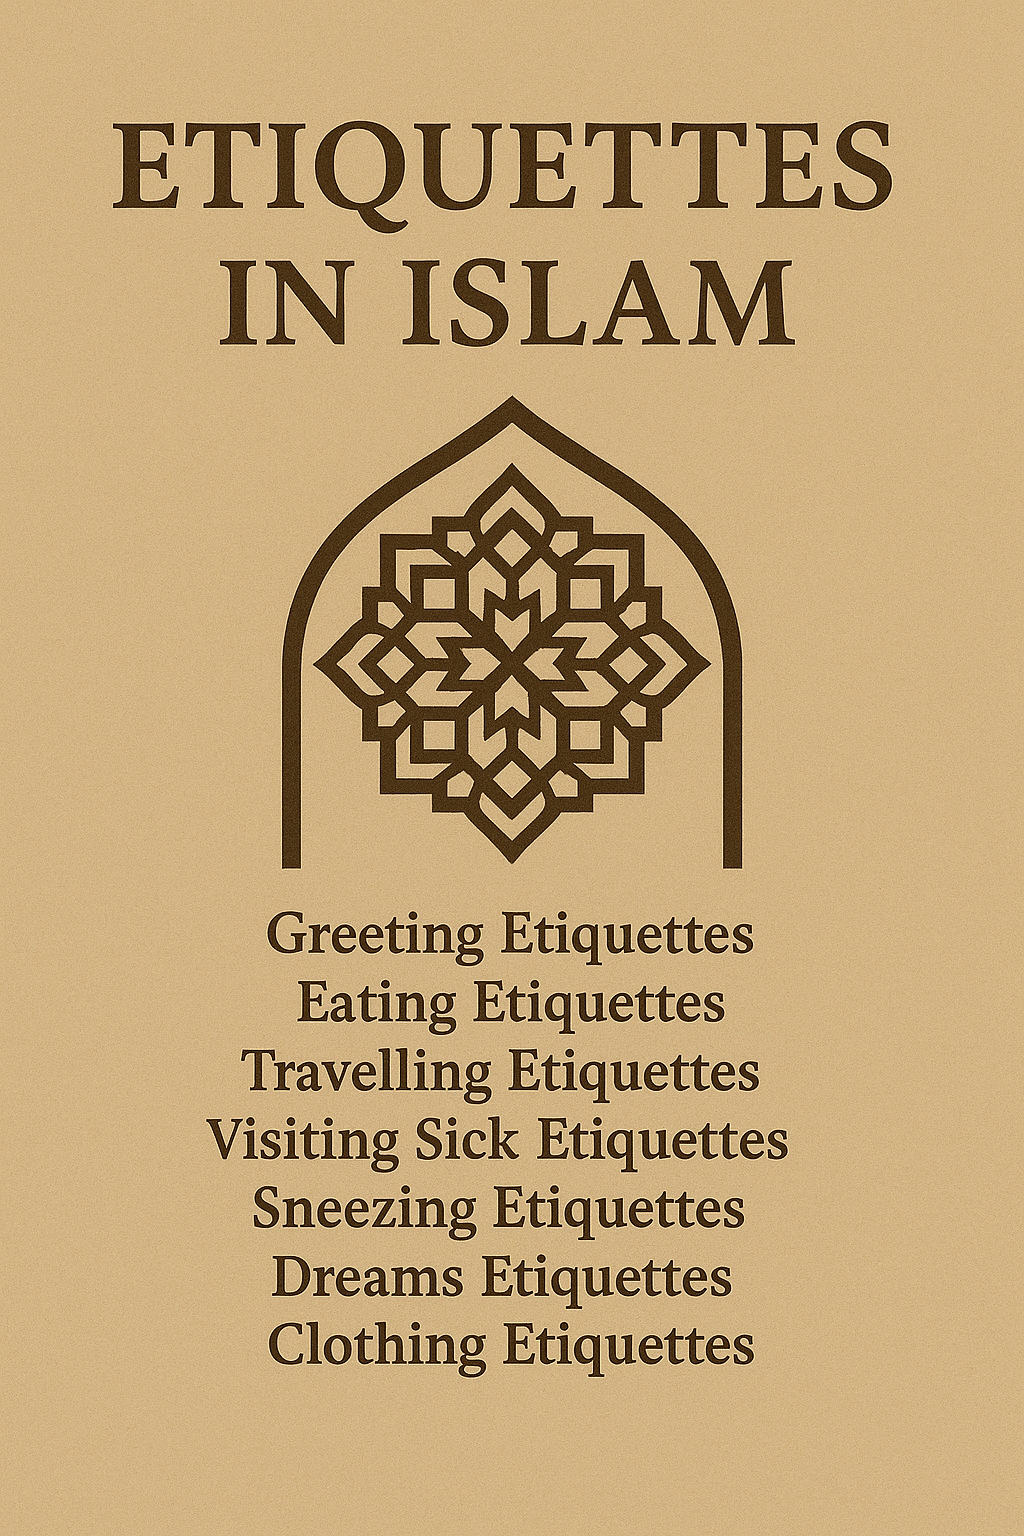 ETIQUETTES
IN ISLAM
Greeting Etiquettes
Eating Etiquettes
Travelling Etiquettes
Visiting Sick Etiquettes
Sneezing Etiquettes
Dreams Etiquettes
Clothing Etiquettes